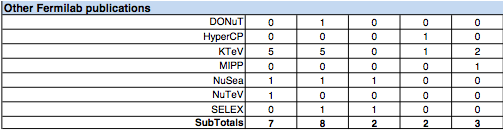 Other Fermilab publications
DONuT 0 1 0 0 0
HyperCP 0 0 0 1 0
KTeV 5 5 0 1 2
MIPP 0 0 0 0 1
NuSea 1 1 1 0 0
NuTeV 1 0 0 0 0
SELEX 0 1 1 0 0
SubTotals 7 8 2 2 3